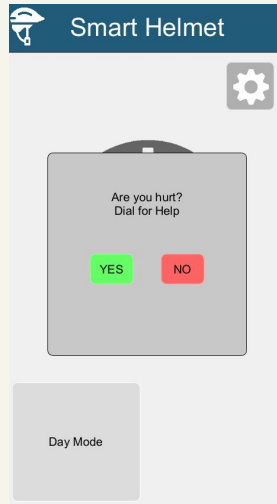 Smart Helmet
Are you hurt?
Dial for Help
YES NO
Day Mode